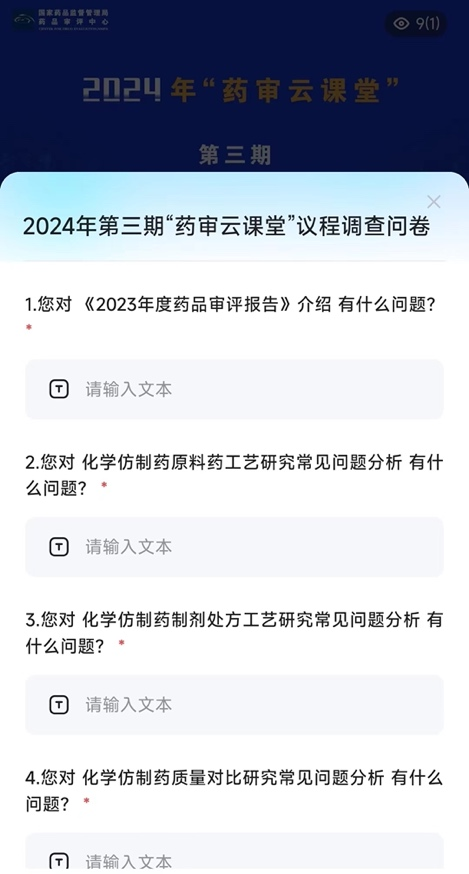 国家药品监督管理局
药品审评中心
9(1)
2024年“药审云课堂”
第三期
2024年第三期“药审云课堂”议程调查问卷
1.您对 《2023年度药品审评报告》介绍 有什么问题？
*
请输入文本
2.您对 化学仿制药原料药工艺研究常见问题分析 有什
么问题？ *
请输入文本
3.您对 化学仿制药制剂处方工艺研究常见问题分析 有
什么问题？ *
请输入文本
4.您对 化学仿制药质量对比研究常见问题分析 有什么
问题？ *
请输入文本